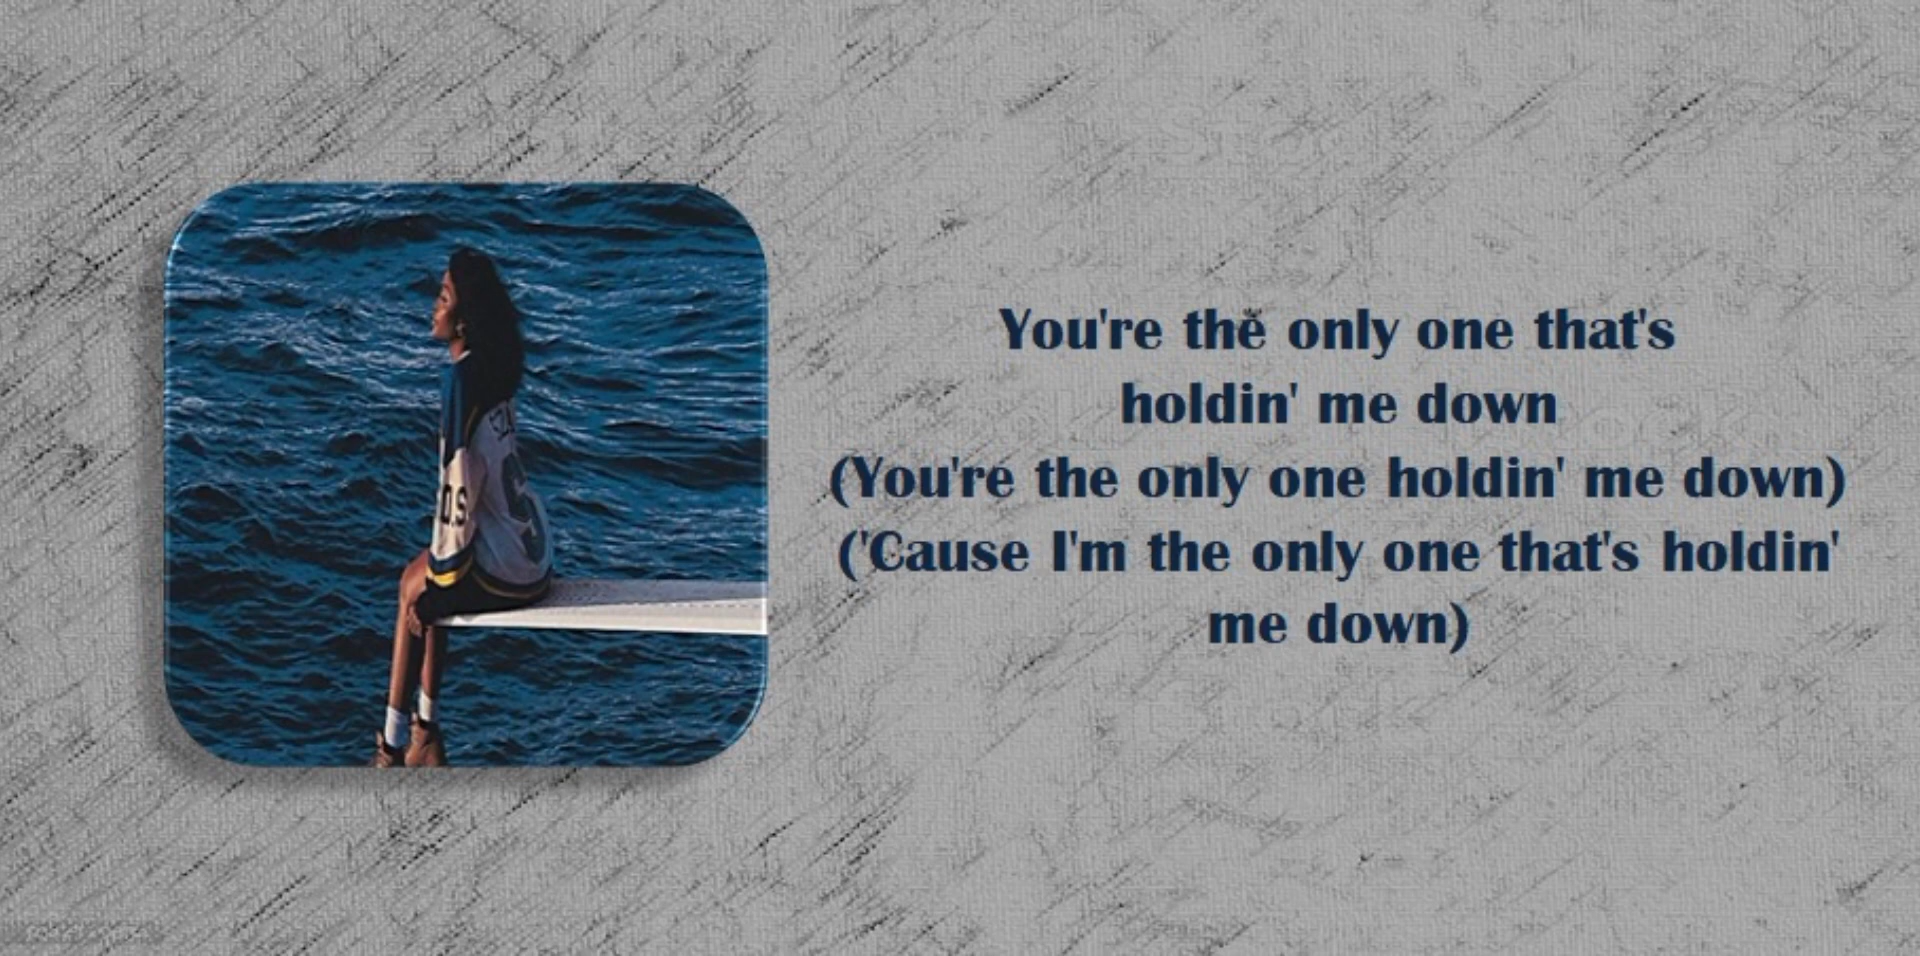 You're the only one that's
holdin' me down
(You're the only one holdin' me down)
('Cause I'm the only one that's holdin'
me down)
O.S